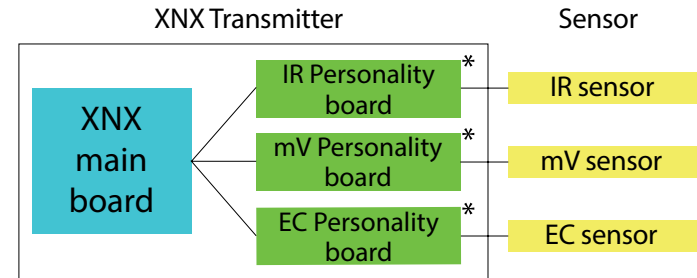 XNX Transmitter
Sensor
XNX
main
board
IR Personality
board
*
IR sensor
mV Personality
board
*
mV sensor
EC Personality
board
*
EC sensor